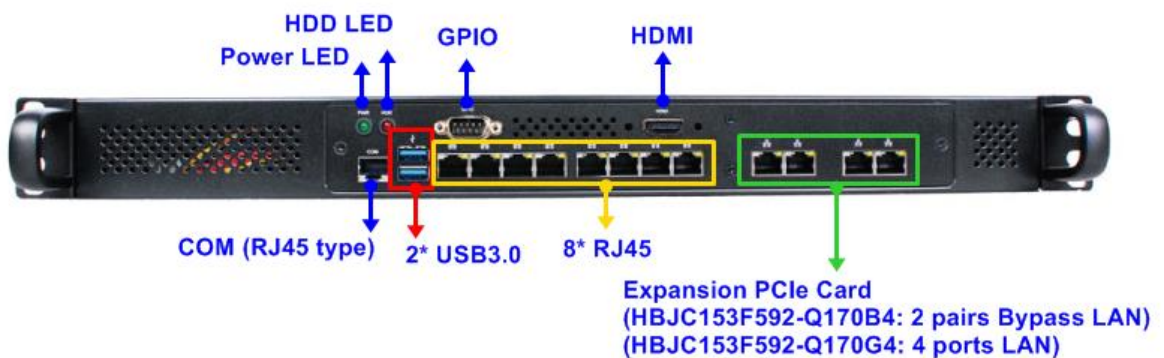 HDD LED
Power LED
GPIO
HDMI
COM
COM (RJ45 type)
2* USB3.0
8* RJ45
Expansion PCIe Card
(HBJC153F592-Q170B4: 2 pairs Bypass LAN)
(HBJC153F592-Q170G4: 4 ports LAN)